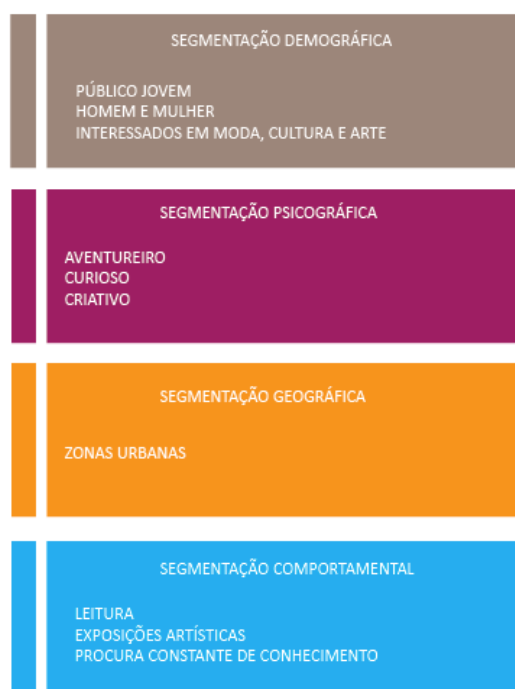 SEGMENTAÇÃO DEMOGRÁFICA
PÚBLICO JOVEM
HOMEM E MULHER
INTERESSADOS EM MODA, CULTURA E ARTE
SEGMENTAÇÃO PSICOGRÁFICA
AVENTUREIRO
CURIOSO
CRIATIVO
SEGMENTAÇÃO GEOGRÁFICA
ZONAS URBANAS
SEGMENTAÇÃO COMPORTAMENTAL
LEITURA
EXPOSIÇÕES ARTÍSTICAS
PROCURA CONSTANTE DE CONHECIMENTO